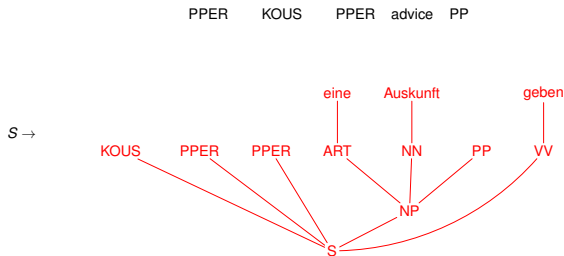 PPER KOUS PPER advice PP
eine Auskunft geben
S →
KOUS PPER PPER ART NN PP VV
NP
S